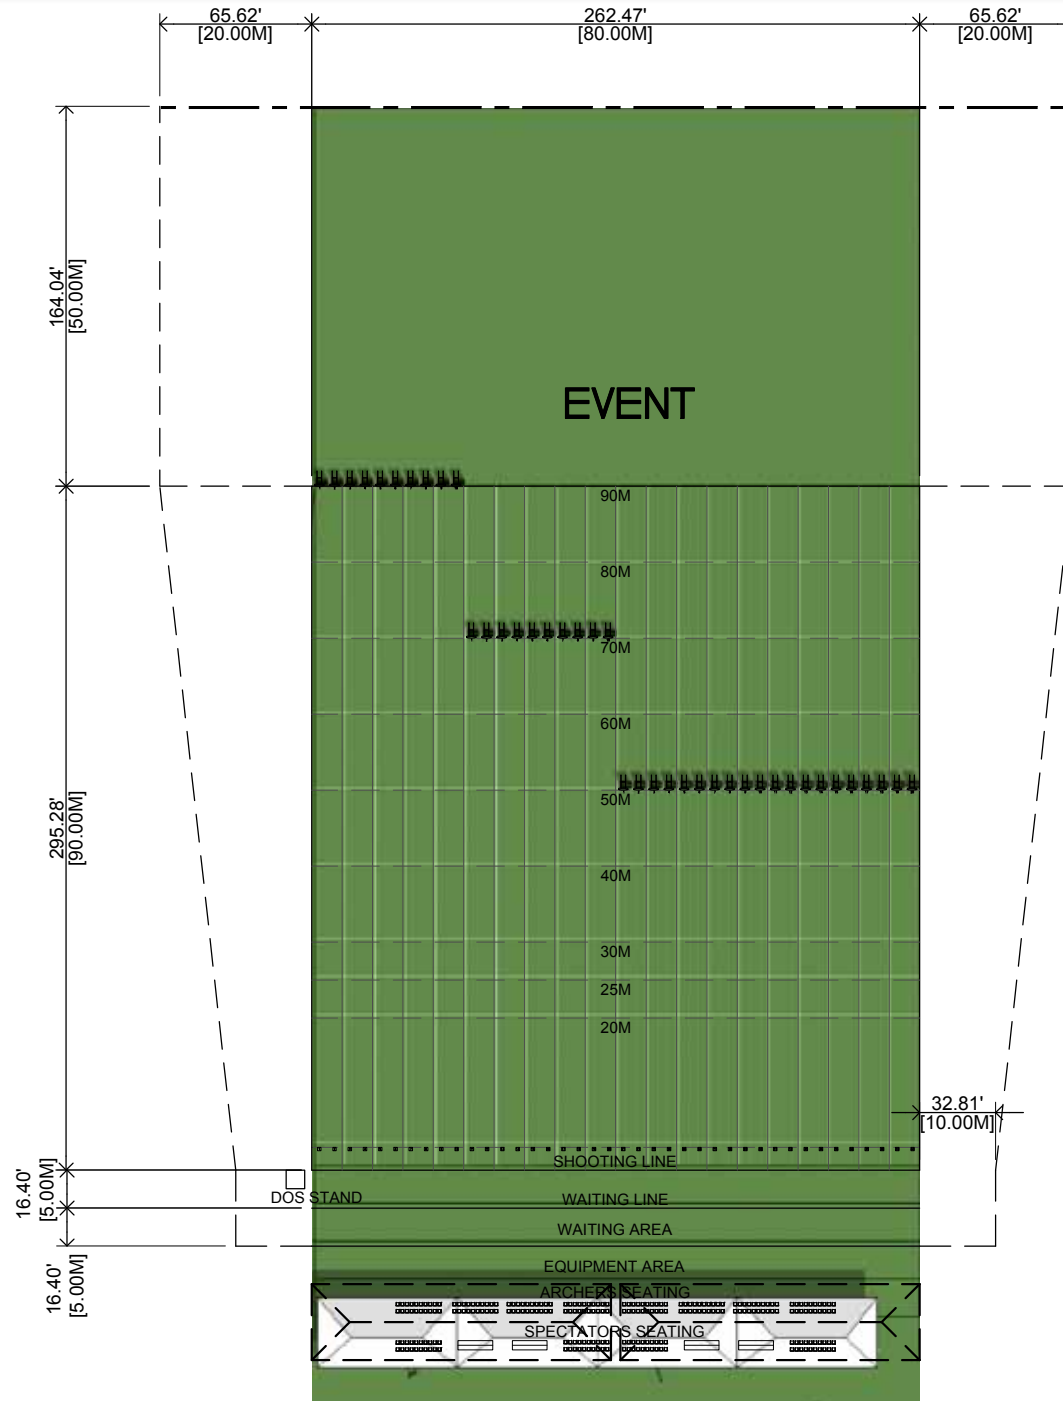 65.62'
[20.00M]
262.47'
[80.00M]
65.62'
[20.00M]
164.04'
[50.00M]
EVENT
90M
80M
70M
60M
50M
295.28'
[90.00M]
40M
30M
25M
20M
32.81'
[10.00M]
SHOOTING LINE
16.40'
[5.00M]
DOS STAND
WAITING LINE
WAITING AREA
16.40'
[5.00M]
EQUIPMENT AREA
ARCHERS SEATING
SPECTATORS SEATING